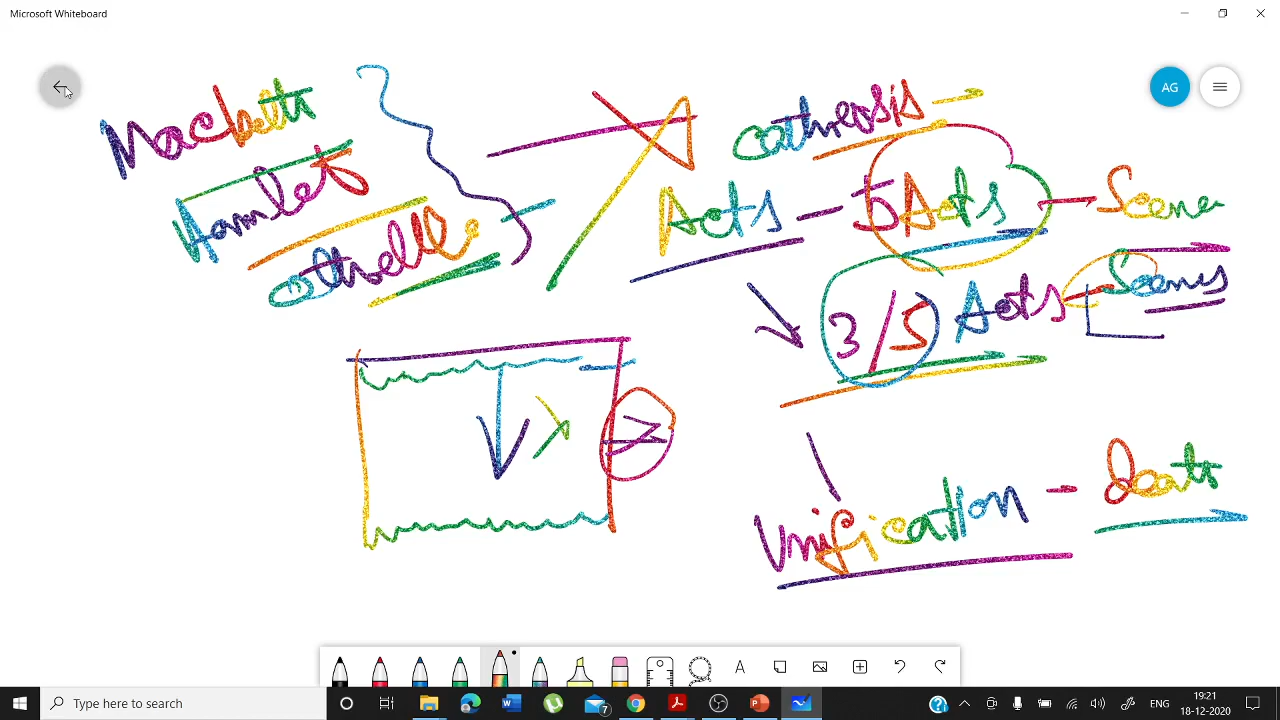 Microsoft Whiteboard
AG
Macbeth
Hamlet
Othello
catharsis -
Acts - 5 Acts - Scene
3/5 Acts - Scenes
Unification - death
A
Type here to search
7
ENG
19:21
18-12-2020